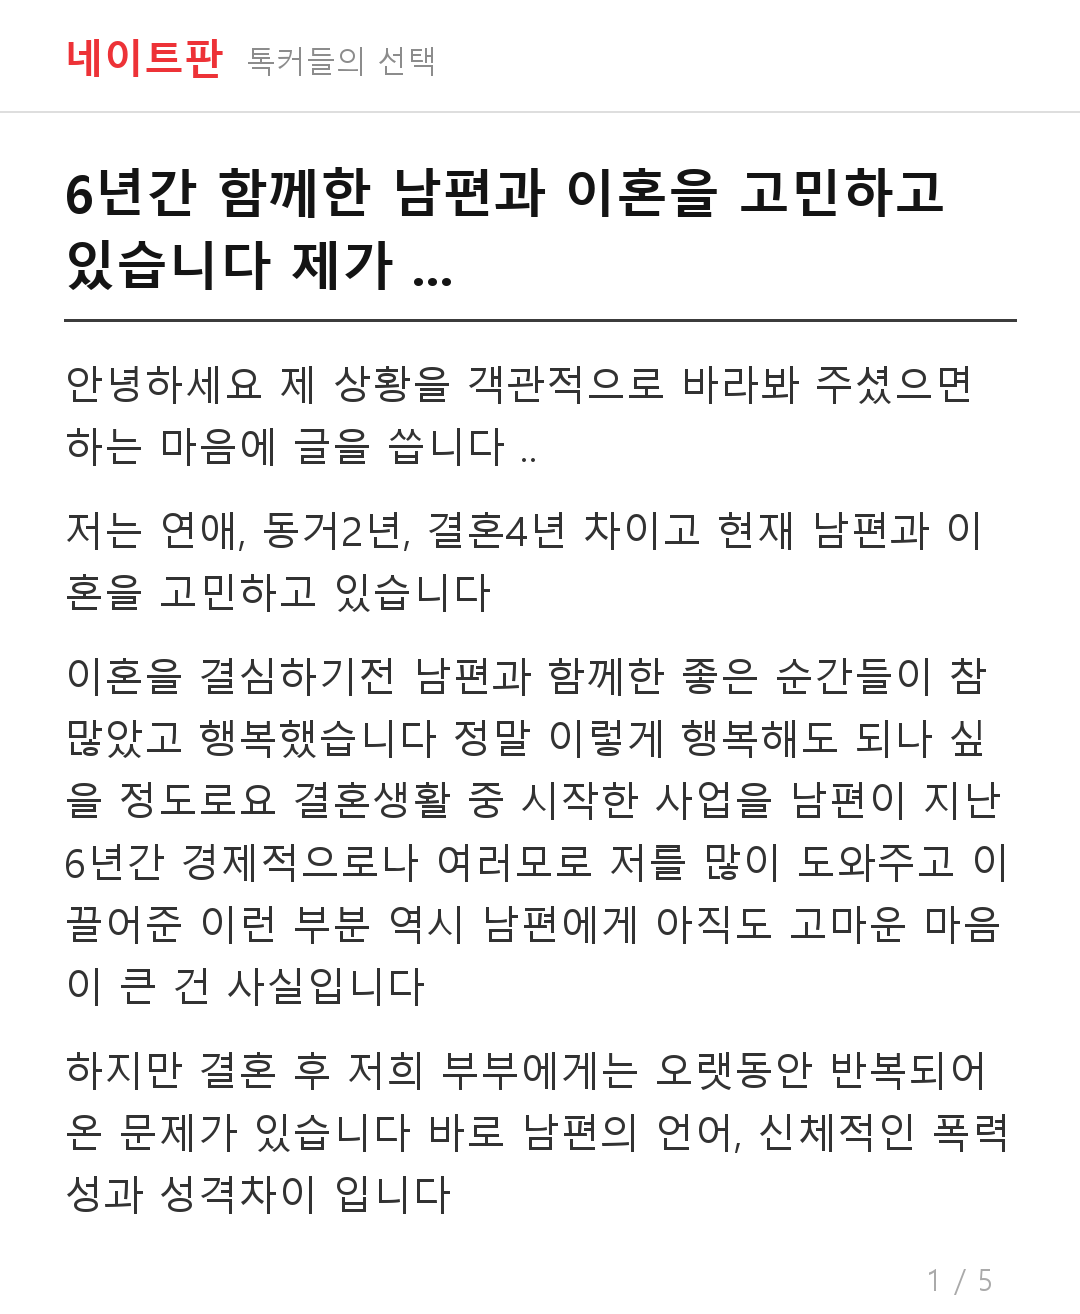 네이트판 톡커들의 선택
6년간 함께한 남편과 이혼을 고민하고
있습니다 제가 ...
안녕하세요 제 상황을 객관적으로 바라봐 주셨으면
하는 마음에 글을 씁니다 ..
저는 연애, 동거2년, 결혼4년 차이고 현재 남편과 이
혼을 고민하고 있습니다
이혼을 결심하기전 남편과 함께한 좋은 순간들이 참
많았고 행복했습니다 정말 이렇게 행복해도 되나 싶
을 정도로요 결혼생활 중 시작한 사업을 남편이 지난
6년간 경제적으로나 여러모로 저를 많이 도와주고 이
끌어준 이런 부분 역시 남편에게 아직도 고마운 마음
이 큰 건 사실입니다
하지만 결혼 후 저희 부부에게는 오랫동안 반복되어
온 문제가 있습니다 바로 남편의 언어, 신체적인 폭력
성과 성격차이 입니다
1 / 5